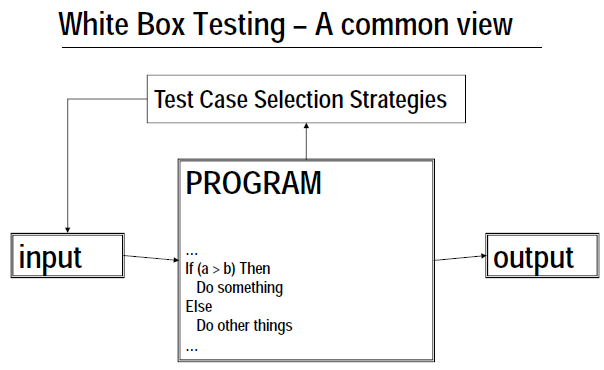 White Box Testing – A common view
Test Case Selection Strategies
PROGRAM
input
...
If (a > b) Then
Do something
Else
Do other things
...
output